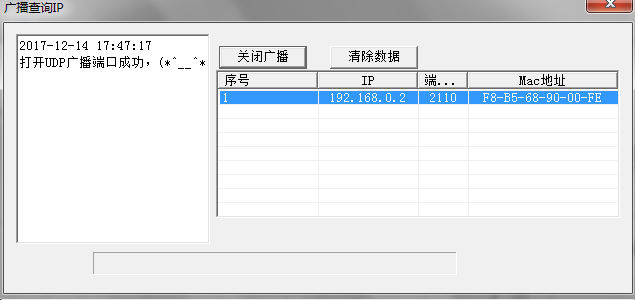 广播查询IP
2017-12-14 17:47:17
打开UDP广播端口成功，(*^__^*
关闭广播 清除数据
序号 IP 端... Mac地址
1 192.168.0.2 2110 F8-B5-68-90-00-FE